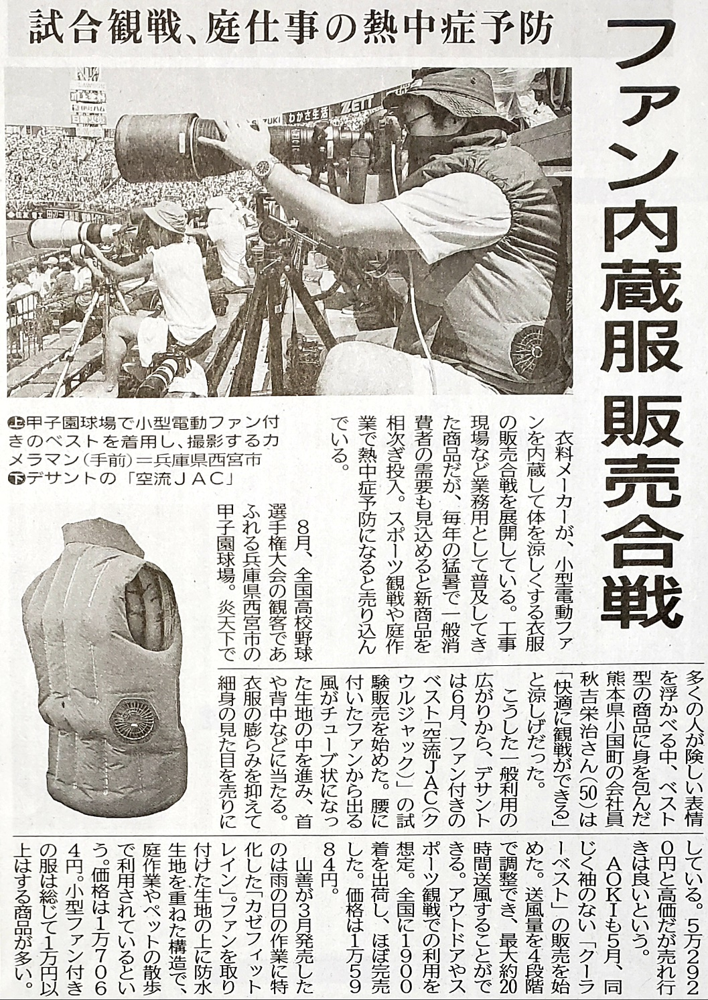 試合観戦、庭仕事の熱中症予防
ファン内蔵服 販売合戦
ZETT
わかさ生活
SUZUKI
㊤甲子園球場で小型電動ファン付
きのベストを着用し、撮影するカ
メラマン(手前)＝兵庫県西宮市
㊦デサントの「空流ＪＡＣ」
衣料メーカーが、小型電動ファ
ンを内蔵して体を涼しくする衣服
の販売合戦を展開している。工事
現場など業務用として普及してき
た商品だが、毎年の猛暑で一般消
費者の需要も見込めると新商品を
相次ぎ投入。スポーツ観戦や庭作
業で熱中症予防になると売り込ん
でいる。
８月、全国高校野球
選手権大会の観客であ
ふれる兵庫県西宮市の
甲子園球場。炎天下で
多くの人が険しい表情
を浮かべる中、ベスト
型の商品に身を包んだ
熊本県小国町の会社員
秋吉栄治さん(50)は
「快適に観戦ができる」
と涼しげだった。
こうした一般利用の
広がりから、デサント
は６月、ファン付きの
ベスト「空流ＪＡＣ(ク
ウルジャック)」の試
験販売を始めた。腰に
付いたファンから出る
風がチューブ状になっ
た生地の中を進み、首
や背中などに当たる。
衣服の膨らみを抑えて
細身の見た目を売りに
している。５万２９２
０円と高価だが売れ行
きは良いという。
ＡＯＫＩも５月、同
じく袖のない「クーラ
ーベスト」の販売を始
めた。送風量を４段階
で調整でき、最大約20
時間送風することがで
きる。アウトドアやス
ポーツ観戦での利用を
想定。全国に１９００
着を出荷し、ほぼ完売
した。価格は１万５９
８４円。
山善が３月発売した
のは雨の日の作業に特
化した「カゼフィット
レイン」。ファンを取り
付けた生地の上に防水
生地を重ねた構造で、
庭作業やペットの散歩
で利用されているとい
う。価格は１万７０６
４円。小型ファン付き
の服は総じて１万円以
上はする商品が多い。